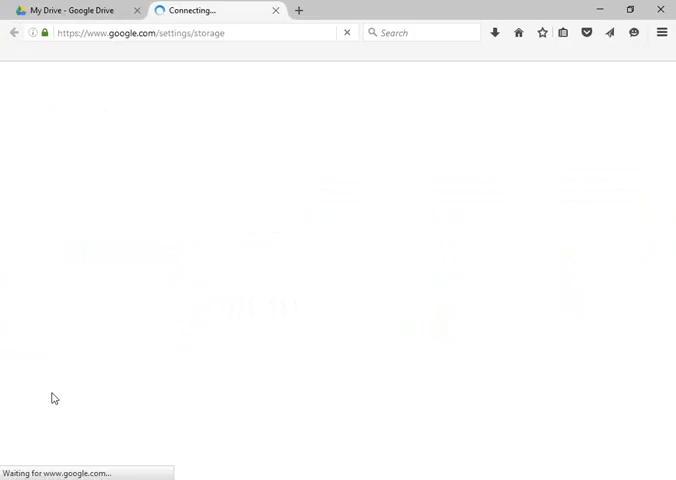 My Drive - Google Drive
Connecting...
https://www.google.com/settings/storage
Search
Waiting for www.google.com...